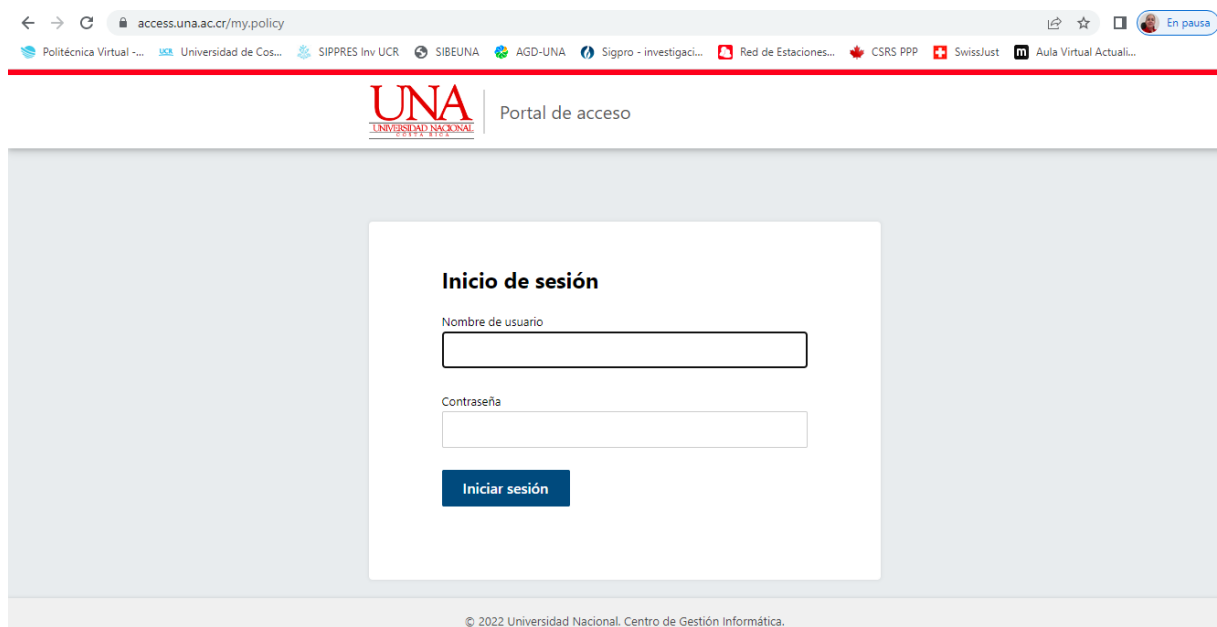 access.una.ac.cr/my.policy
En pausa
Politécnica Virtual -... UCR Universidad de Cos... SIPPRES Inv UCR SIBEUNA AGD-UNA Sigpro - investigaci... Red de Estaciones... CSRS PPP SwissJust m Aula Virtual Actuali...
UNA
UNIVERSIDAD NACIONAL
COSTA RICA
Portal de acceso
Inicio de sesión
Nombre de usuario
Contraseña
Iniciar sesión
© 2022 Universidad Nacional. Centro de Gestión Informática.